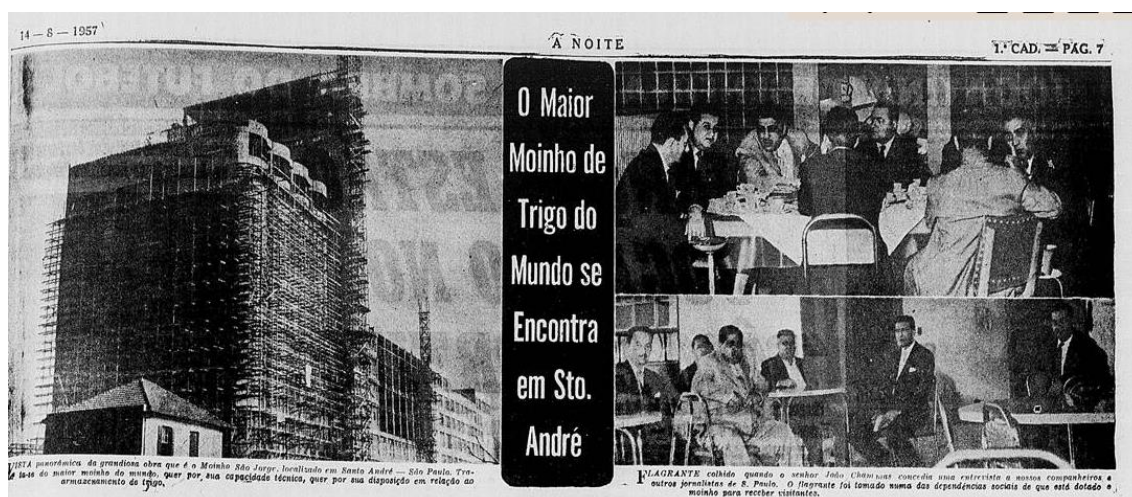 14-8-1957
A NOITE
1.º CAD. — PÁG. 7
O Maior
Moinho de
Trigo do
Mundo se
Encontra
em Sto.
André
VISTA panorâmica da grandiosa obra que é o Moinho São Jorge, localizado em Santo André — São Paulo. Tra-
ta-se do maior moinho do mundo, quer por sua capacidade técnica, quer por sua disposição em relação ao
armazenamento do trigo.
FLAGRANTE colhido quando o senhor João concedia uma entrevista a nossos companheiros e
outros jornalistas de S. Paulo. O flagrante foi tomado numa das dependências sociais de que está dotado o
moinho para receber visitantes.